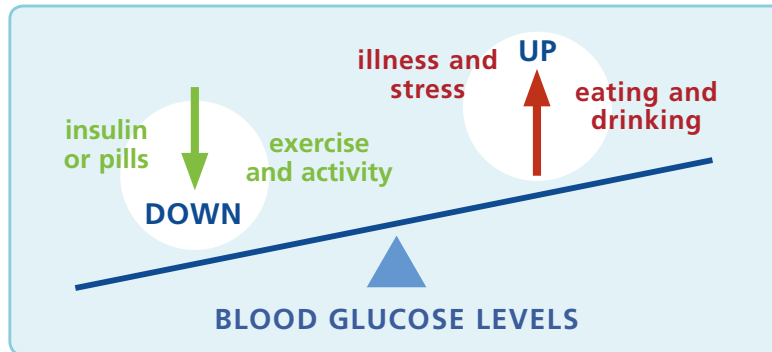 UP
illness and
stress
eating and
drinking
insulin
or pills
exercise
and activity
DOWN
BLOOD GLUCOSE LEVELS